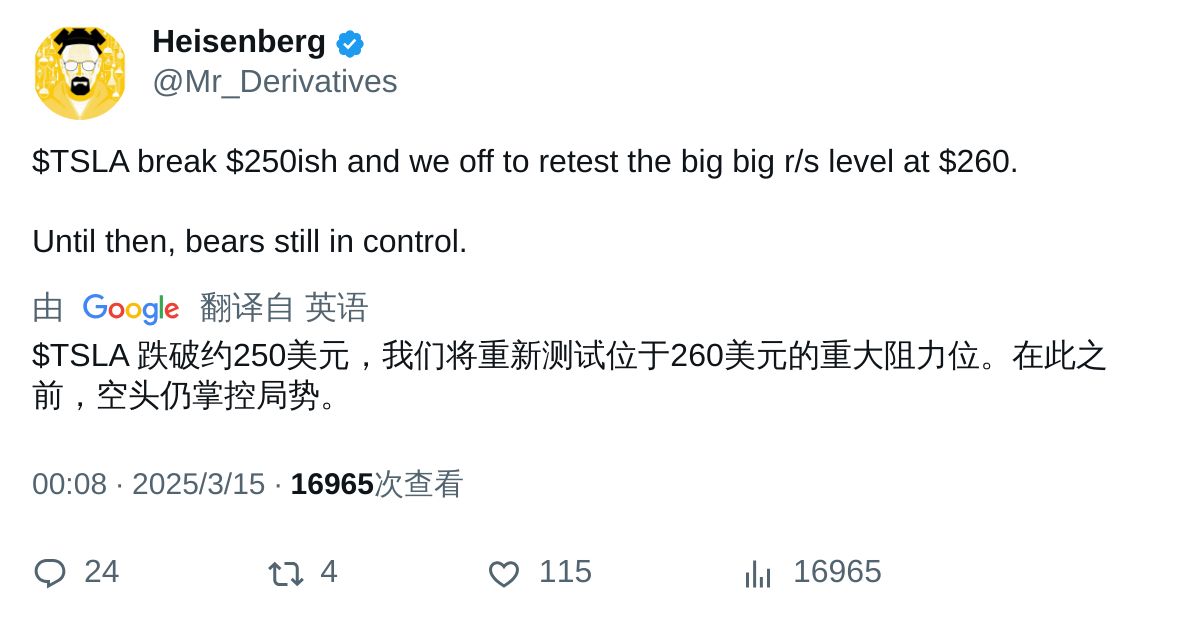 Heisenberg
@Mr_Derivatives
$TSLA break $250ish and we off to retest the big big r/s level at $260.
Until then, bears still in control.
由 Google 翻译自 英语
$TSLA 跌破约250美元，我们将重新测试位于260美元的重大阻力位。在此之
前，空头仍掌控局势。
00:08 · 2025/3/15 · 16965次查看
24 4 115 16965